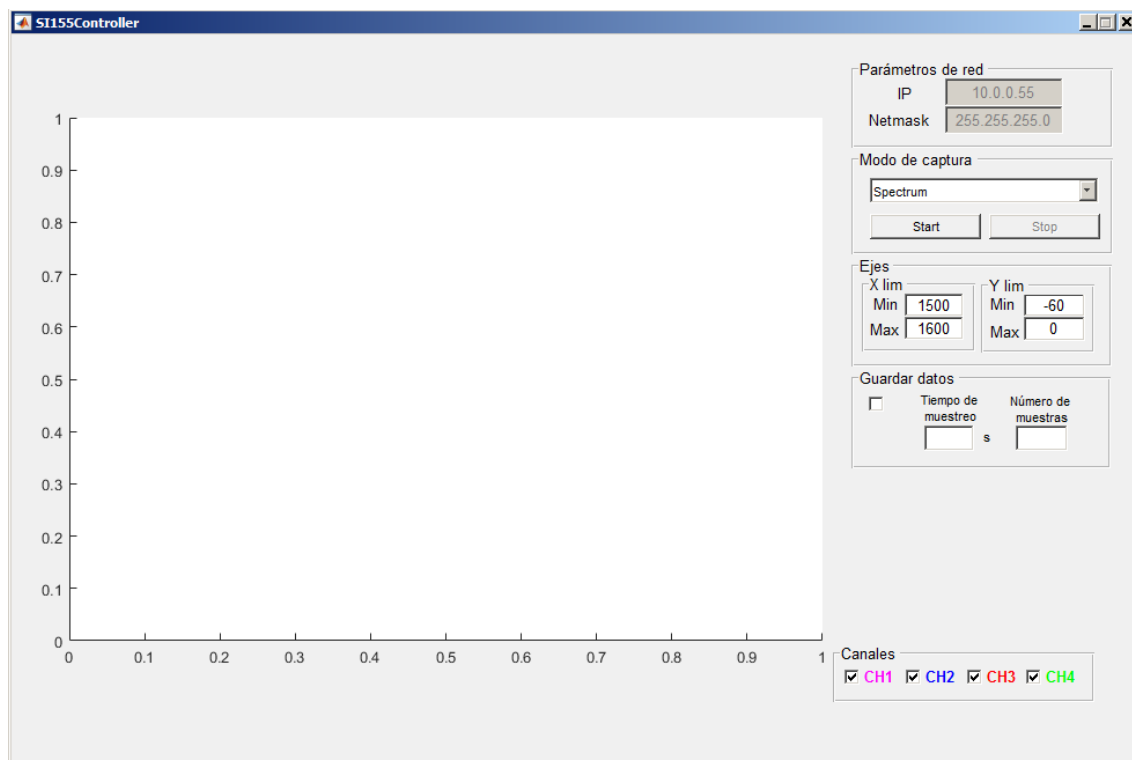 SI155Controller
Parámetros de red
IP 10.0.0.55
Netmask 255.255.255.0
Modo de captura
Spectrum
Start Stop
Ejes
X lim Y lim
Min 1500 Min -60
Max 1600 Max 0
Guardar datos
Tiempo de Número de
muestreo muestras
s
1
0.9
0.8
0.7
0.6
0.5
0.4
0.3
0.2
0.1
0
0 0.1 0.2 0.3 0.4 0.5 0.6 0.7 0.8 0.9 1
Canales
CH1 CH2 CH3 CH4